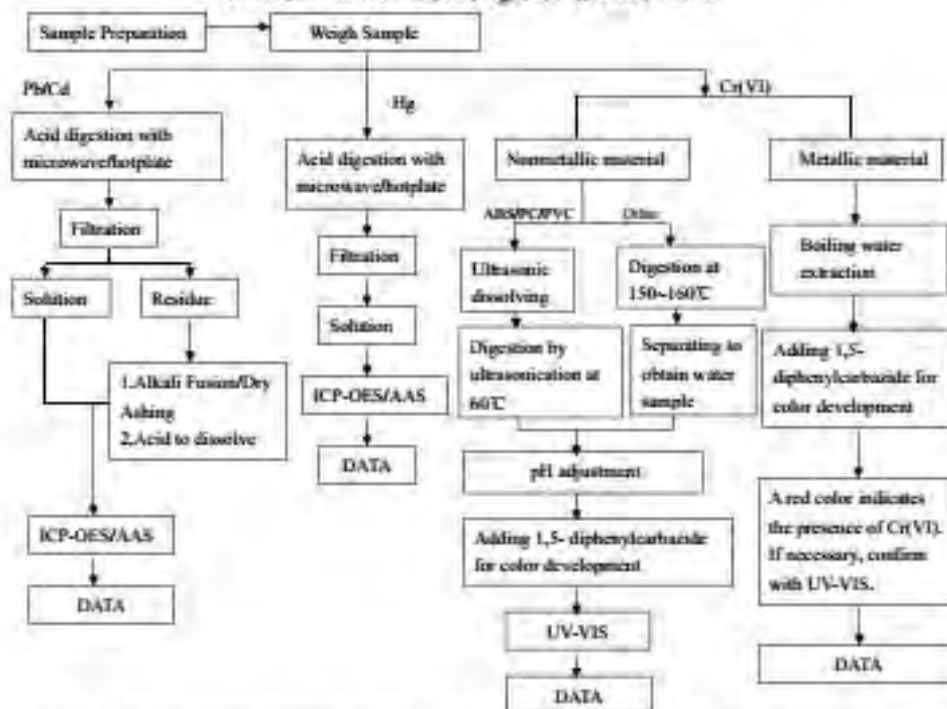 Sample Preparation
Weigh Sample
Pb/Cd
Hg
Cr(VI)
Acid digestion with
microwave/hotplate
Acid digestion with
microwave/hotplate
Nonmetallic material
Metallic material
ABS/PC/PVC
Other
Filtration
Filtration
Ultrasonic
dissolving
Digestion at
150~160℃
Boiling water
extraction
Solution
Residue
Solution
Digestion by
ultrasonication at
60℃
Separating to
obtain water
sample
Adding 1,5-
diphenylcarbazide for
color development
1.Alkali Fusion/Dry
Ashing
2.Acid to dissolve
ICP-OES/AAS
DATA
pH adjustment
A red color indicates
the presence of Cr(VI).
If necessary, confirm
with UV-VIS.
ICP-OES/AAS
Adding 1,5- diphenylcarbazide
for color development
DATA
UV-VIS
DATA
DATA